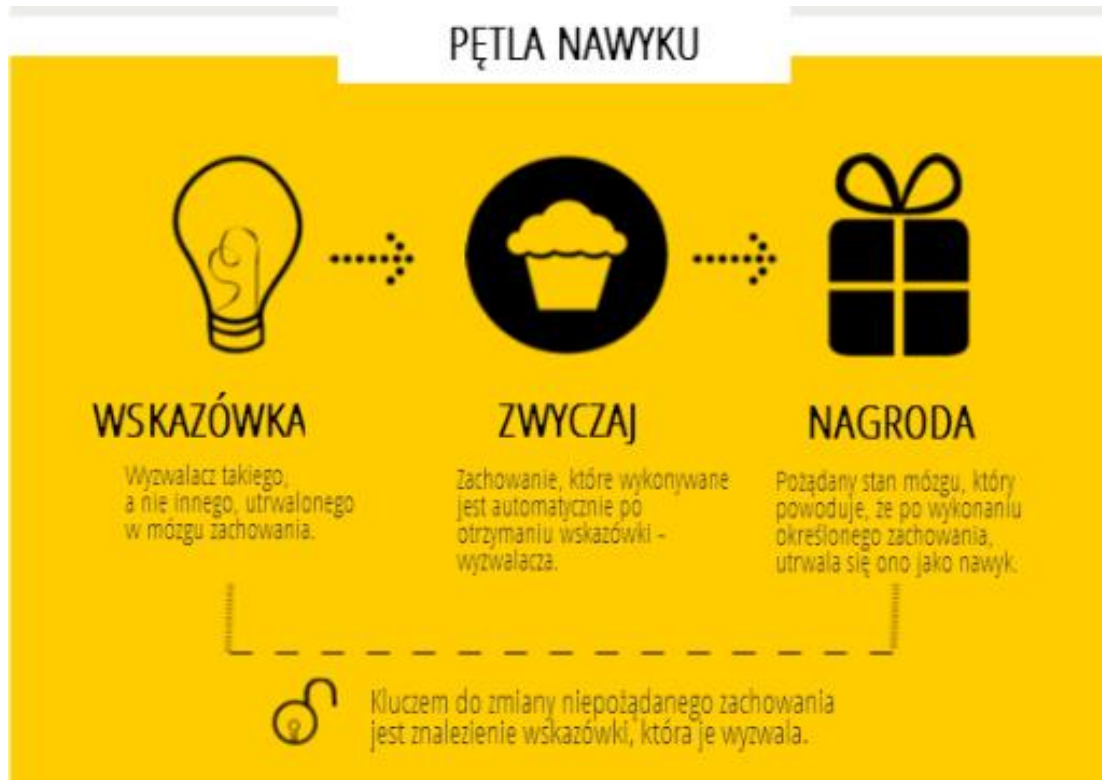 PĘTLA NAWYKU
WSKAZÓWKA
Wyzwalacz takiego,
a nie innego, utrwalonego
w mózgu zachowania.
ZWYCZAJ
Zachowanie, które wykonywane
jest automatycznie po
otrzymaniu wskazówki –
wyzwalacza.
NAGRODA
Pożądany stan mózgu, który
powoduje, że po wykonaniu
określonego zachowania,
utrwala się ono jako nawyk.
Kluczem do zmiany niepożądanego zachowania
jest znalezienie wskazówki, która je wyzwala.